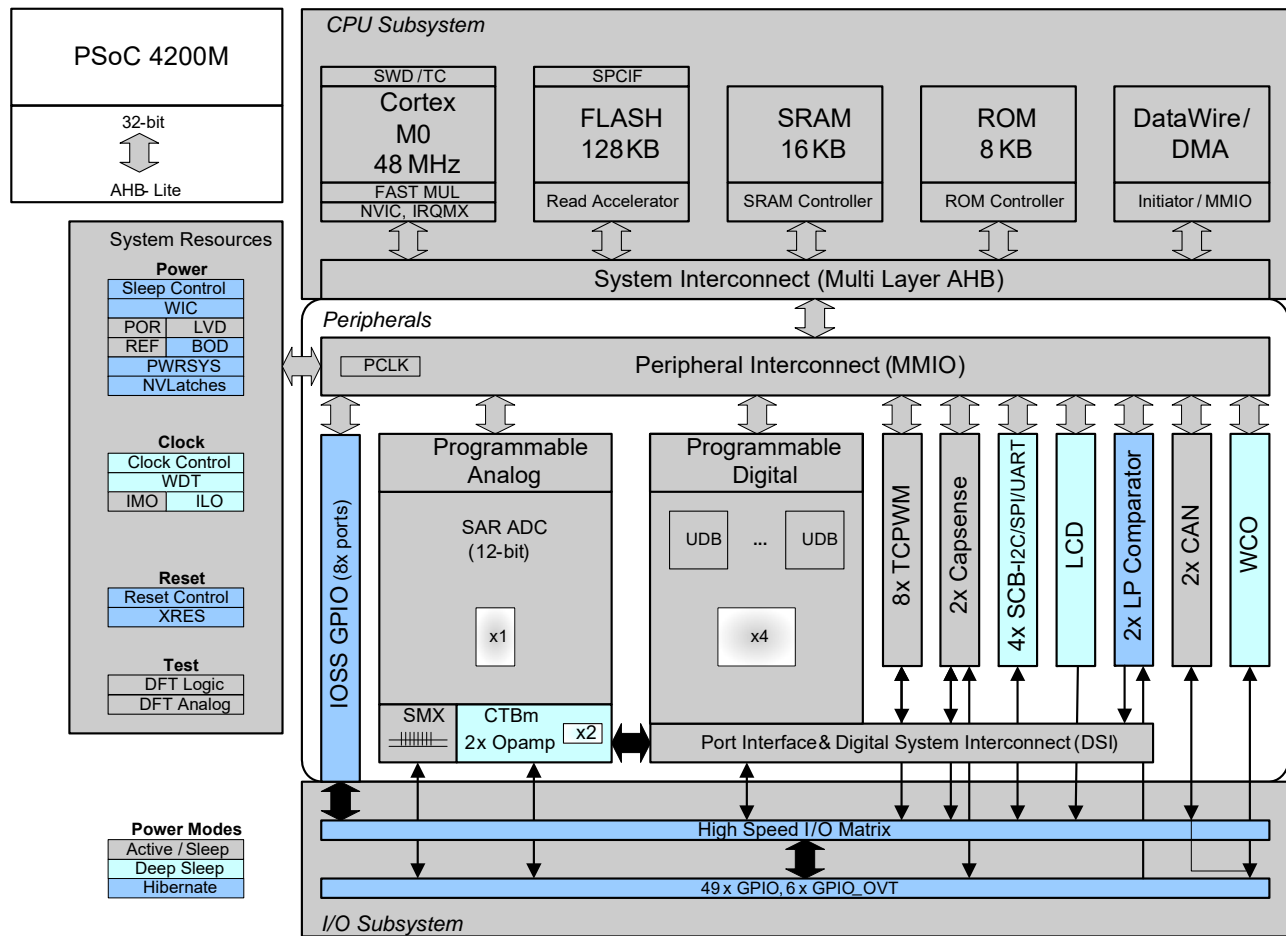 PSoC 4200M
32-bit
AHB- Lite
CPU Subsystem
SWD /TC
Cortex
M0
48 MHz
FAST MUL
NVIC, IRQMX
SPCIF
FLASH
128 KB
Read Accelerator
SRAM
16 KB
SRAM Controller
ROM
8 KB
ROM Controller
DataWire/
DMA
Initiator / MMIO
System Interconnect (Multi Layer AHB)
System Resources
Power
Sleep Control
WIC
POR LVD
REF BOD
PWRSYS
NVLatches
Clock
Clock Control
WDT
IMO ILO
Reset
Reset Control
XRES
Test
DFT Logic
DFT Analog
Peripherals
PCLK
Peripheral Interconnect (MMIO)
IOSS GPIO (8x ports)
Programmable
Analog
SAR ADC
(12-bit)
x1
SMX
CTBm
2x Opamp
x2
Programmable
Digital
UDB ... UDB
x4
8x TCPWM
2x Capsense
4x SCB-I2C/SPI/UART
LCD
2x LP Comparator
2x CAN
WCO
Port Interface & Digital System Interconnect (DSI)
Power Modes
Active / Sleep
Deep Sleep
Hibernate
High Speed I/O Matrix
49 x GPIO, 6 x GPIO_OVT
I/O Subsystem